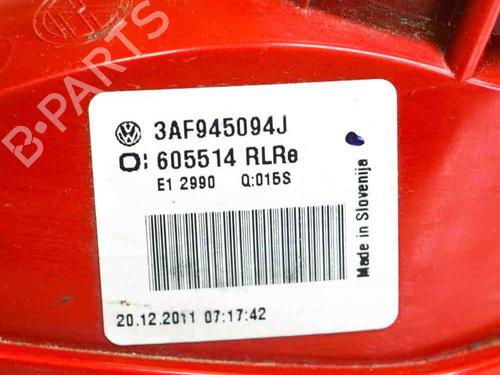 B-PARTS
3AF945094J
O: 605514 RLRe
E1 2990 Q:015S
20.12.2011 07:17:42
Made in Slovenija